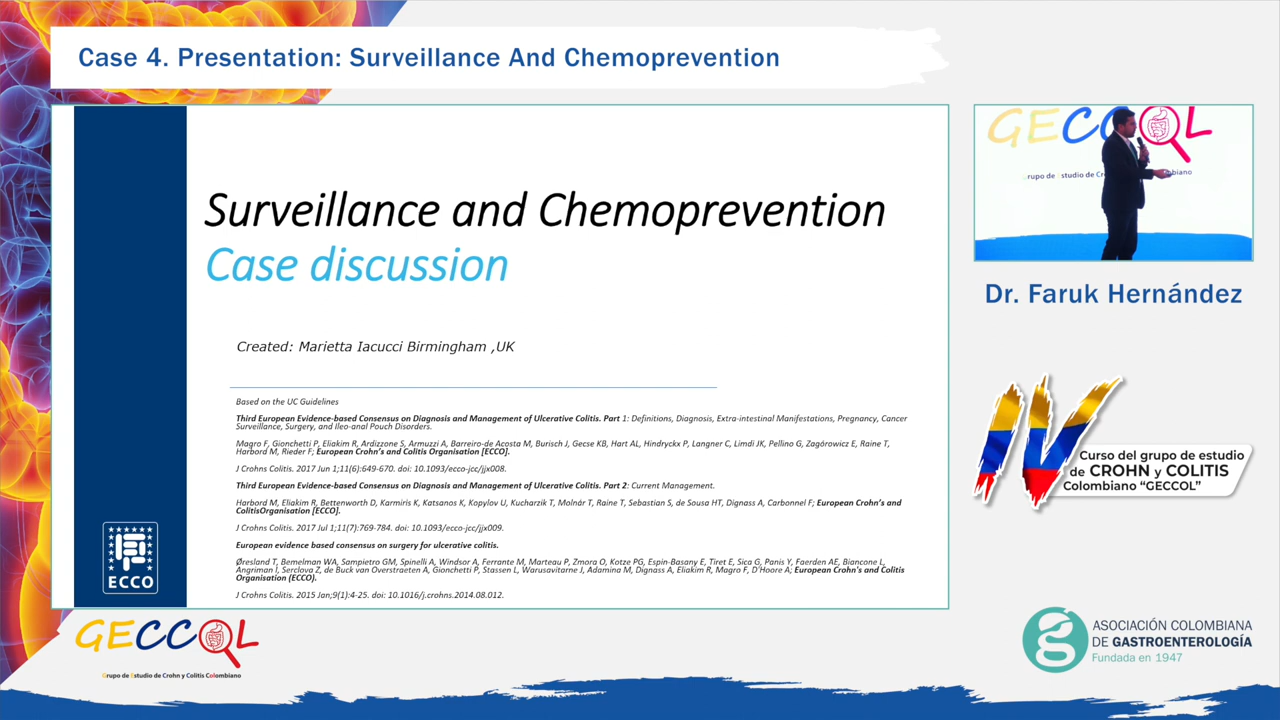 Case 4. Presentation: Surveillance And Chemoprevention
Surveillance and Chemoprevention
Case discussion
Created: Marietta Iacucci Birmingham ,UK
Based on the UC Guidelines
Third European Evidence-based Consensus on Diagnosis and Management of Ulcerative Colitis. Part 1: Definitions, Diagnosis, Extra-intestinal Manifestations, Pregnancy, Cancer
Surveillance, Surgery, and Ileo-anal Pouch Disorders.
Magro F, Gionchetti P, Eliakim R, Ardizzone S, Armuzzi A, Barreiro-de Acosta M, Burisch J, Gecse KB, Hart AL, Hindryckx P, Langner C, Limdi JK, Pellino G, Zagórowicz E, Raine T,
Harbord M, Rieder F; European Crohn's and Colitis Organisation [ECCO].
J Crohns Colitis. 2017 Jun 1;11(6):649-670. doi: 10.1093/ecco-jcc/jjx008.
Third European Evidence-based Consensus on Diagnosis and Management of Ulcerative Colitis. Part 2: Current Management.
Harbord M, Eliakim R, Bettenworth D, Karmiris K, Katsanos K, Kopylov U, Kucharzik T, Molnár T, Raine T, Sebastian S, de Sousa HT, Dignass A, Carbonnel F; European Crohn's and
ColitisOrganisation [ECCO].
J Crohns Colitis. 2017 Jul 1;11(7):769-784. doi: 10.1093/ecco-jcc/jjx009.
European evidence based consensus on surgery for ulcerative colitis.
Øresland T, Bemelman WA, Sampietro GM, Spinelli A, Windsor A, Ferrante M, Marteau P, Zmora O, Kotze PG, Espin-Basany E, Tiret E, Sica G, Panis Y, Faerden AE, Biancone L,
Angriman I, Serclova Z, de Buck van Overstraeten A, Gionchetti P, Stassen L, Warusavitarne J, Adamina M, Dignass A, Eliakim R, Magro F, D'Hoore A; European Crohn's and Colitis
Organisation (ECCO).
J Crohns Colitis. 2015 Jan;9(1):4-25. doi: 10.1016/j.crohns.2014.08.012.
ECCO
GECCOL
Grupo de Estudio de Crohn y Colitis Colombiano
GECCOL
rupo de studio de Cr lombiano
Dr. Faruk Hernández
IV
Curso del grupo de estudio
de CROHN y COLITIS
Colombiano “GECCOL”
ASOCIACIÓN COLOMBIANA
DE GASTROENTEROLOGÍA
Fundada en 1947